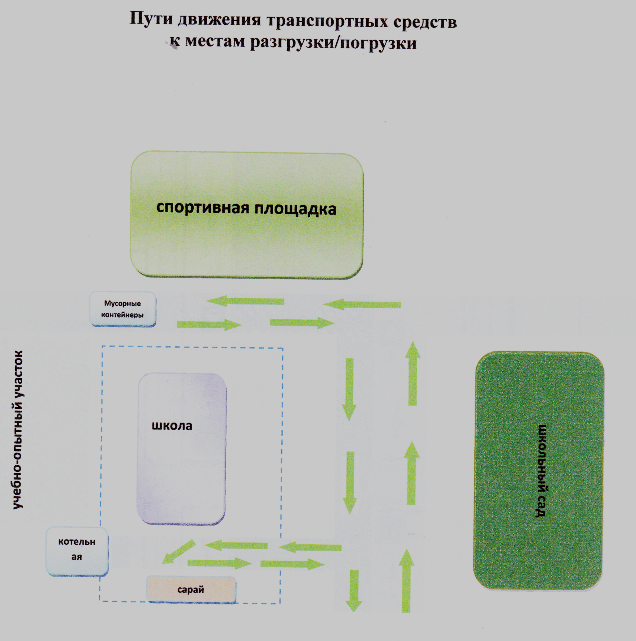 Пути движения транспортных средств
к местам разгрузки/погрузки
спортивная площадка
Мусорные
контейнеры
учебно-опытный участок
школа
школьный сад
котельн
ая
сарай